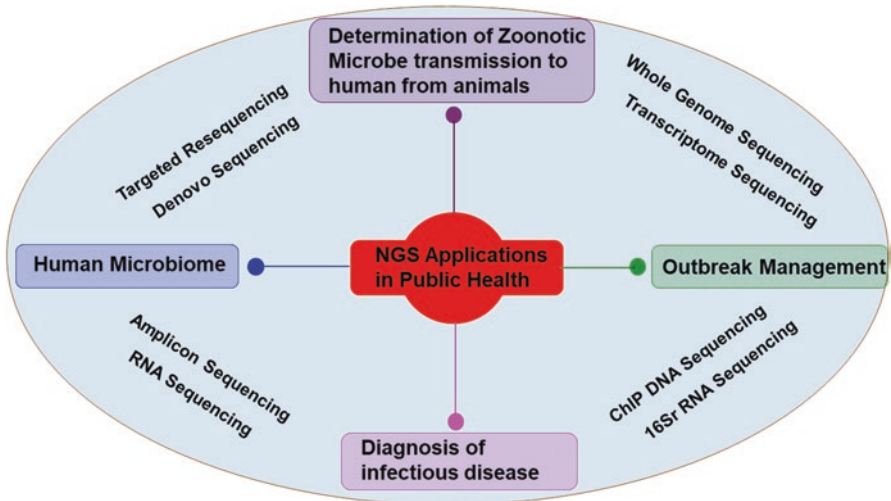 Determination of Zoonotic
Microbe transmission to
human from animals
Targeted Resequencing
Denovo Sequencing
Whole Genome Sequencing
Transcriptome Sequencing
Human Microbiome
NGS Applications
in Public Health
Outbreak Management
Amplicon Sequencing
RNA Sequencing
ChIP DNA Sequencing
16Sr RNA Sequencing
Diagnosis of
infectious disease